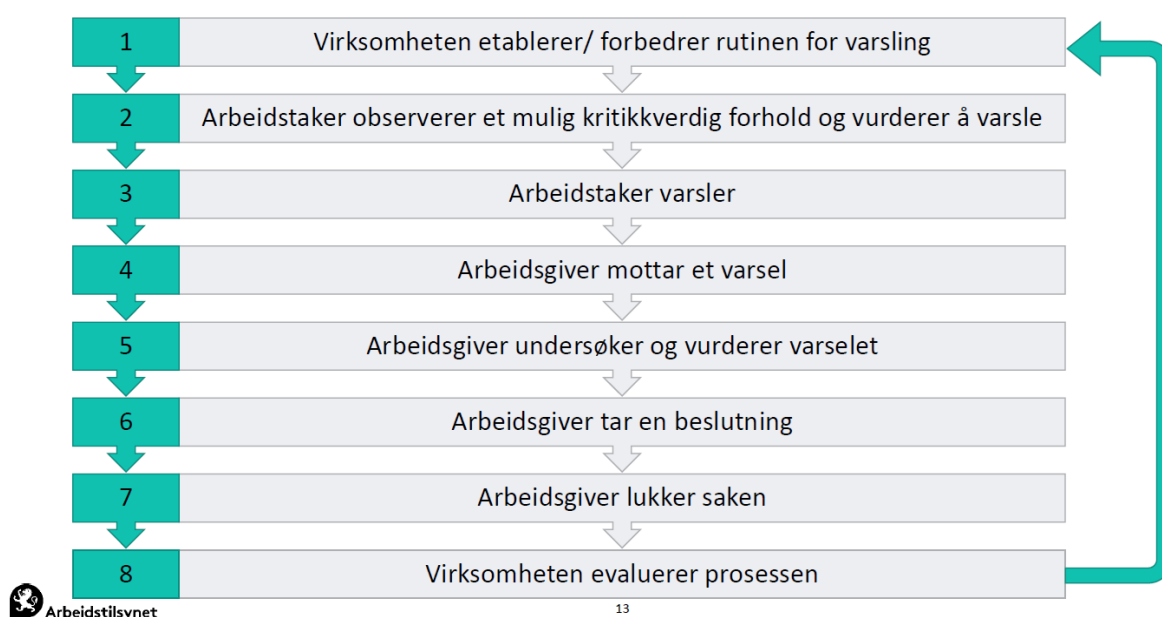 1
Virksomheten etablerer/ forbedrer rutinen for varsling
2
Arbeidstaker observerer et mulig kritikkverdig forhold og vurderer å varsle
3
Arbeidstaker varsler
4
Arbeidsgiver mottar et varsel
5
Arbeidsgiver undersøker og vurderer varselet
6
Arbeidsgiver tar en beslutning
7
Arbeidsgiver lukker saken
8
Virksomheten evaluerer prosessen
Arbeidstilsynet
13